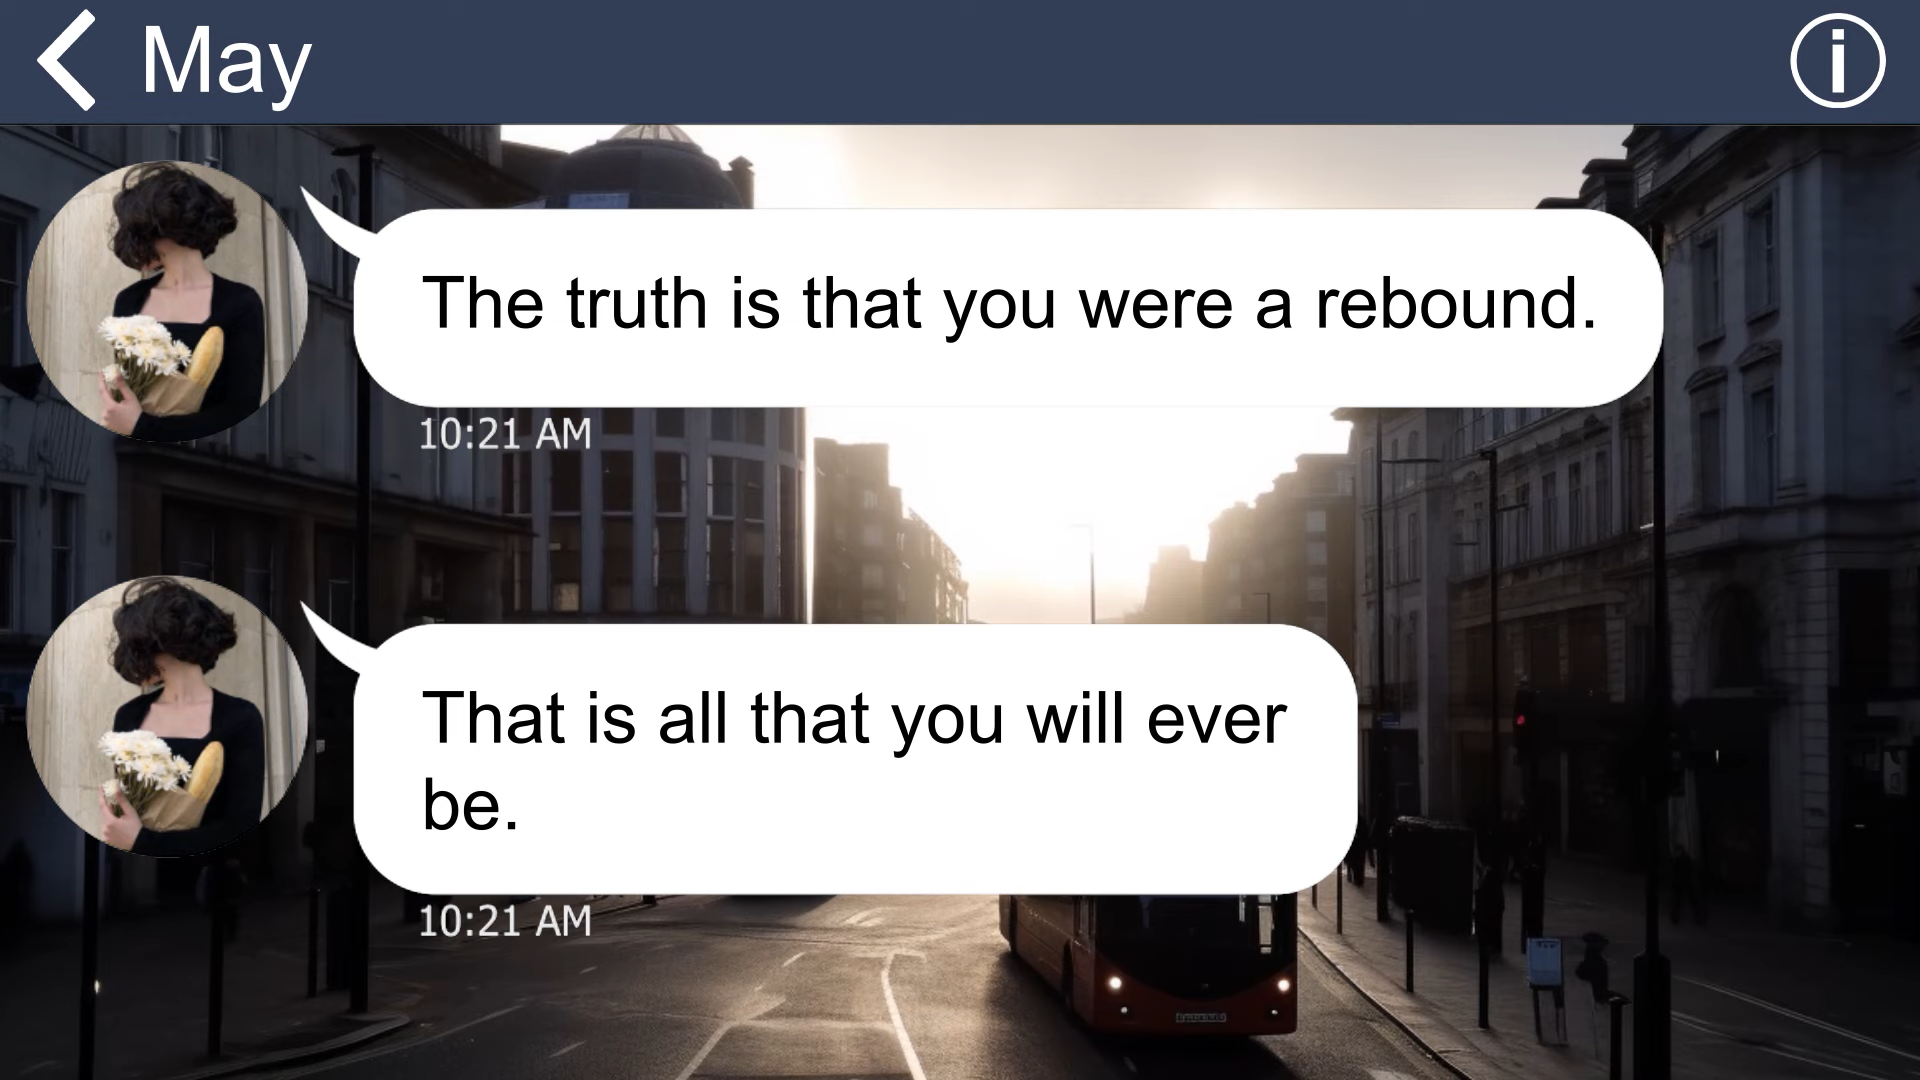 May
The truth is that you were a rebound.
10:21 AM
That is all that you will ever
be.
10:21 AM